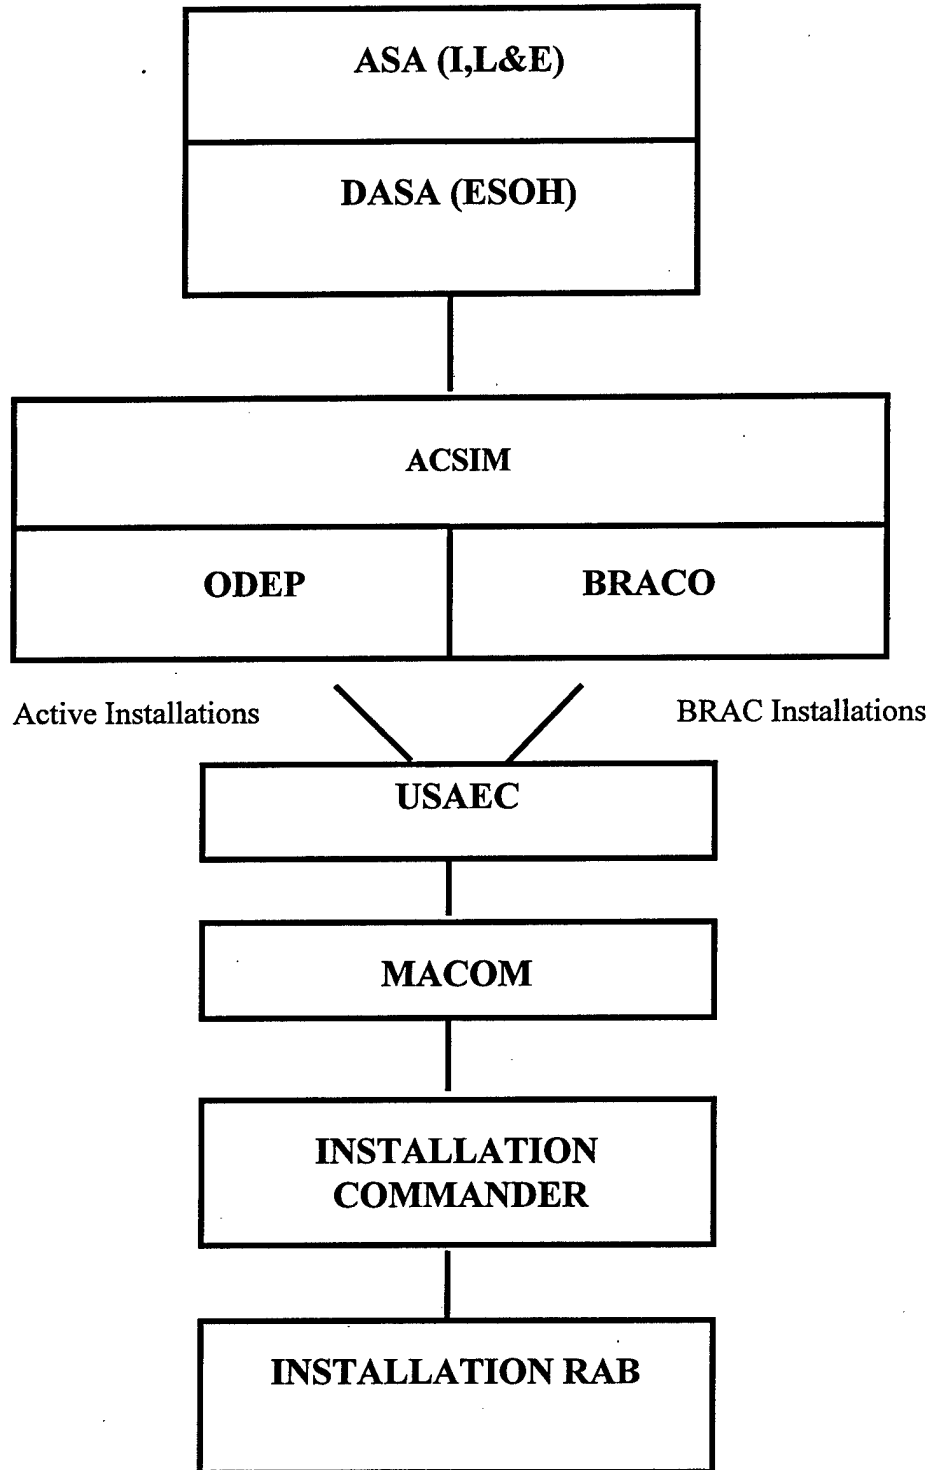 ASA (I,L&E)
DASA (ESOH)
ACSIM
ODEP
BRACO
Active Installations
BRAC Installations
USAEC
MACOM
INSTALLATION
COMMANDER
INSTALLATION RAB